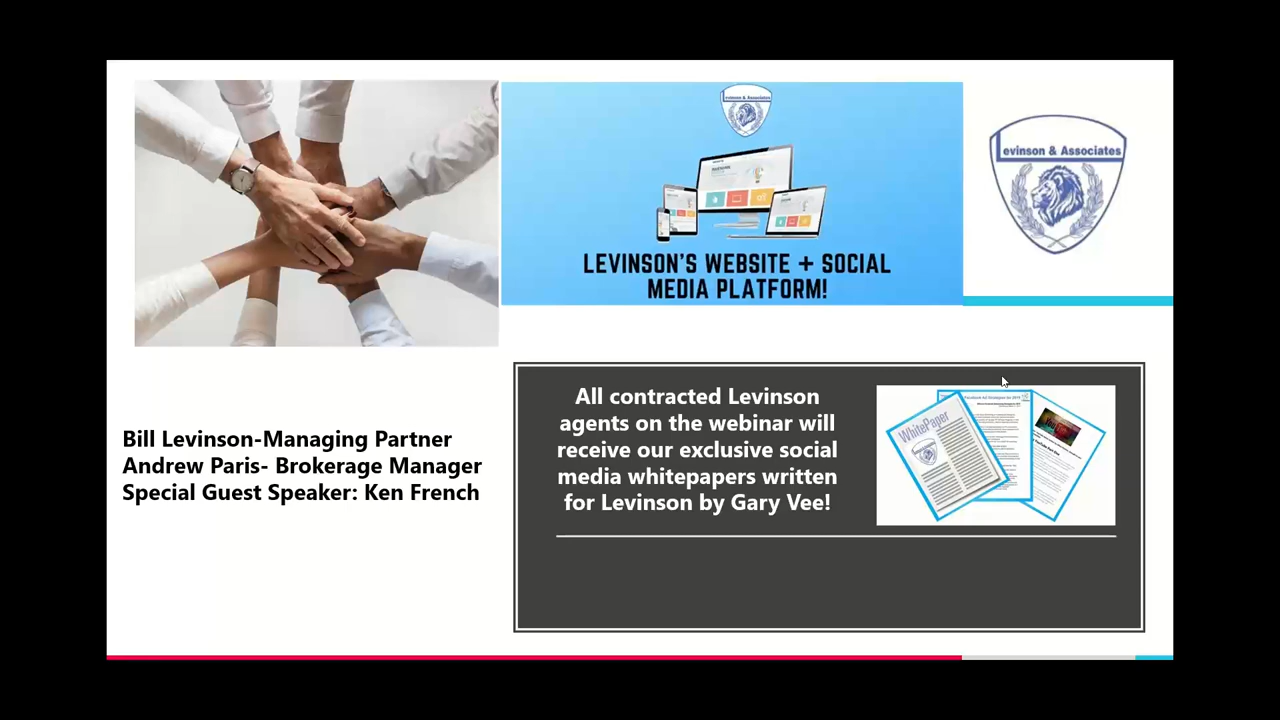 evinson & Associates
LEVINSON'S WEBSITE + SOCIAL
MEDIA PLATFORM!
Levinson & Associates
Bill Levinson-Managing Partner
Andrew Paris- Brokerage Manager
Special Guest Speaker: Ken French
All contracted Levinson
agents on the webinar will
receive our exclusive social
media whitepapers written
for Levinson by Gary Vee!
WhitePaper